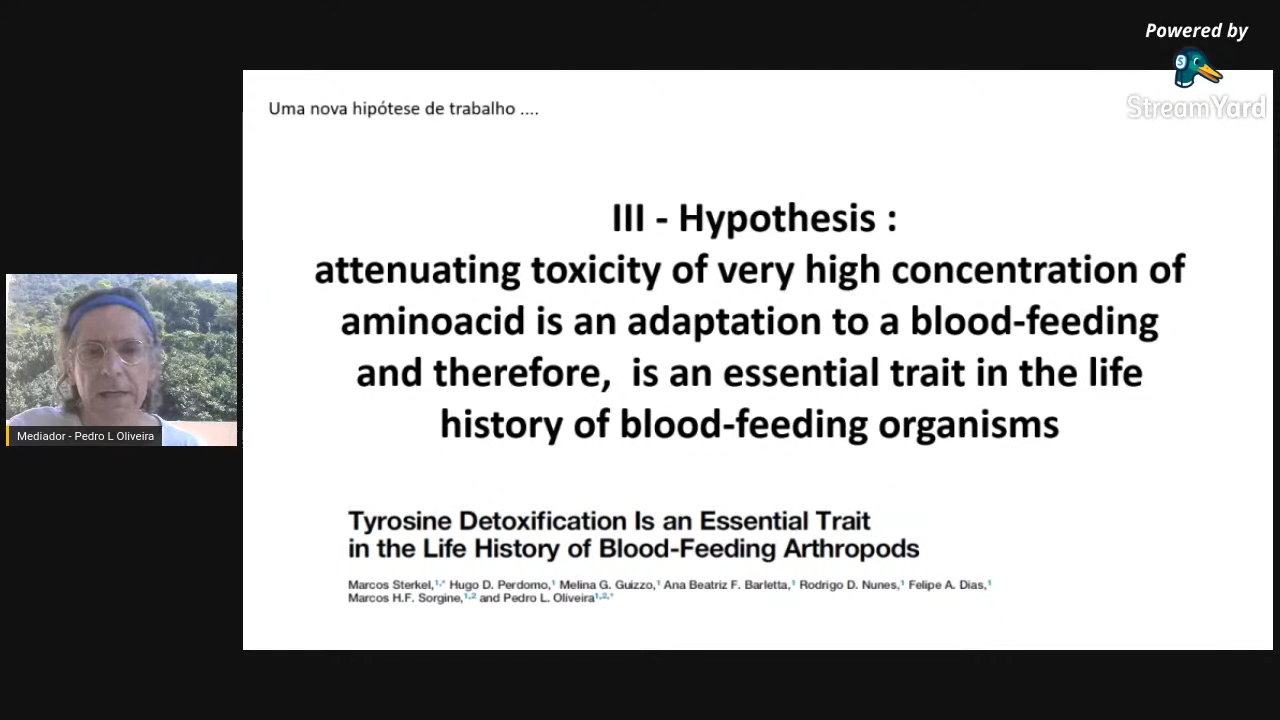 Powered by
StreamYard
Uma nova hipótese de trabalho ....
III - Hypothesis :
attenuating toxicity of very high concentration of
aminoacid is an adaptation to a blood-feeding
and therefore,  is an essential trait in the life
history of blood-feeding organisms
Mediador - Pedro L Oliveira
Tyrosine Detoxification Is an Essential Trait
in the Life History of Blood-Feeding Arthropods
Marcos Sterkel,1,* Hugo D. Perdomo,1 Melina G. Guizzo,1 Ana Beatriz F. Barletta,1 Rodrigo D. Nunes,1 Felipe A. Dias,1
Marcos H.F. Sorgine,1,2 and Pedro L. Oliveira1,2,*